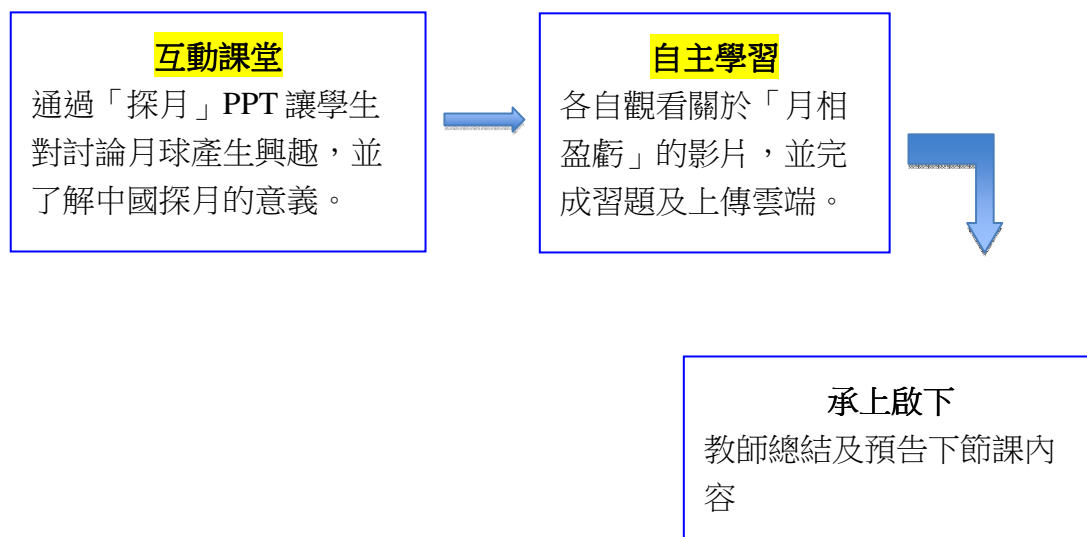 互動課堂
通過「探月」PPT 讓學生
對討論月球產生興趣，並
了解中國探月的意義。
自主學習
各自觀看關於「月相
盈虧」的影片，並完
成習題及上傳雲端。
承上啟下
教師總結及預告下節課內
容